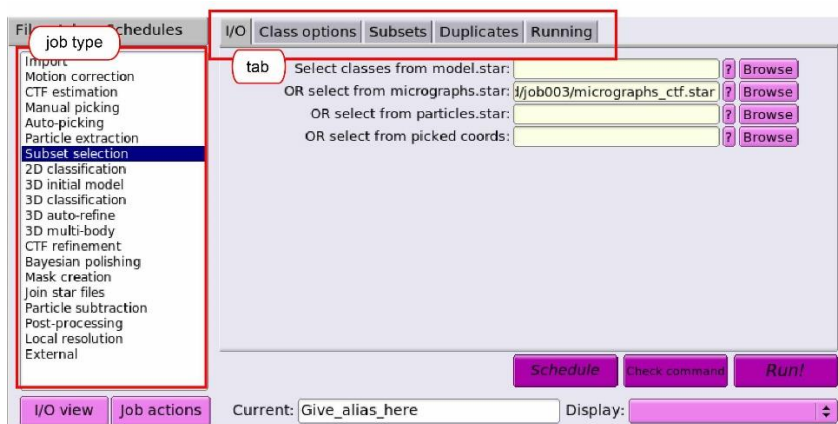 Schedules
job type
I/O Class options Subsets Duplicates Running
tab
Import
Motion correction
CTF estimation
Manual picking
Auto-picking
Particle extraction
Subset selection
2D classification
3D initial model
3D classification
3D auto-refine
3D multi-body
CTF refinement
Bayesian polishing
Mask creation
Join star files
Particle subtraction
Post-processing
Local resolution
External
Select classes from model.star: ? Browse
OR select from micrographs.star: /job003/micrographs_ctf.star ? Browse
OR select from particles.star: ? Browse
OR select from picked coords: ? Browse
Schedule Check command Run!
I/O view Job actions Current: Give_alias_here Display: